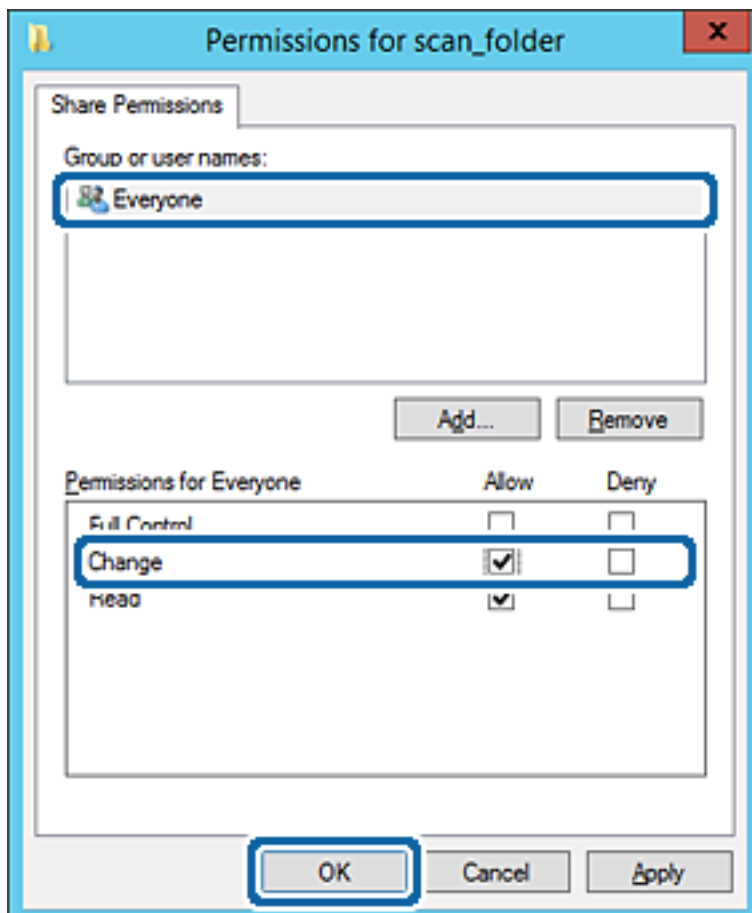 Permissions for scan_folder
Share Permissions
Group or user names:
Everyone
Add... Remove
Permissions for Everyone Allow Deny
Full Control
Change
Read
OK Cancel Apply